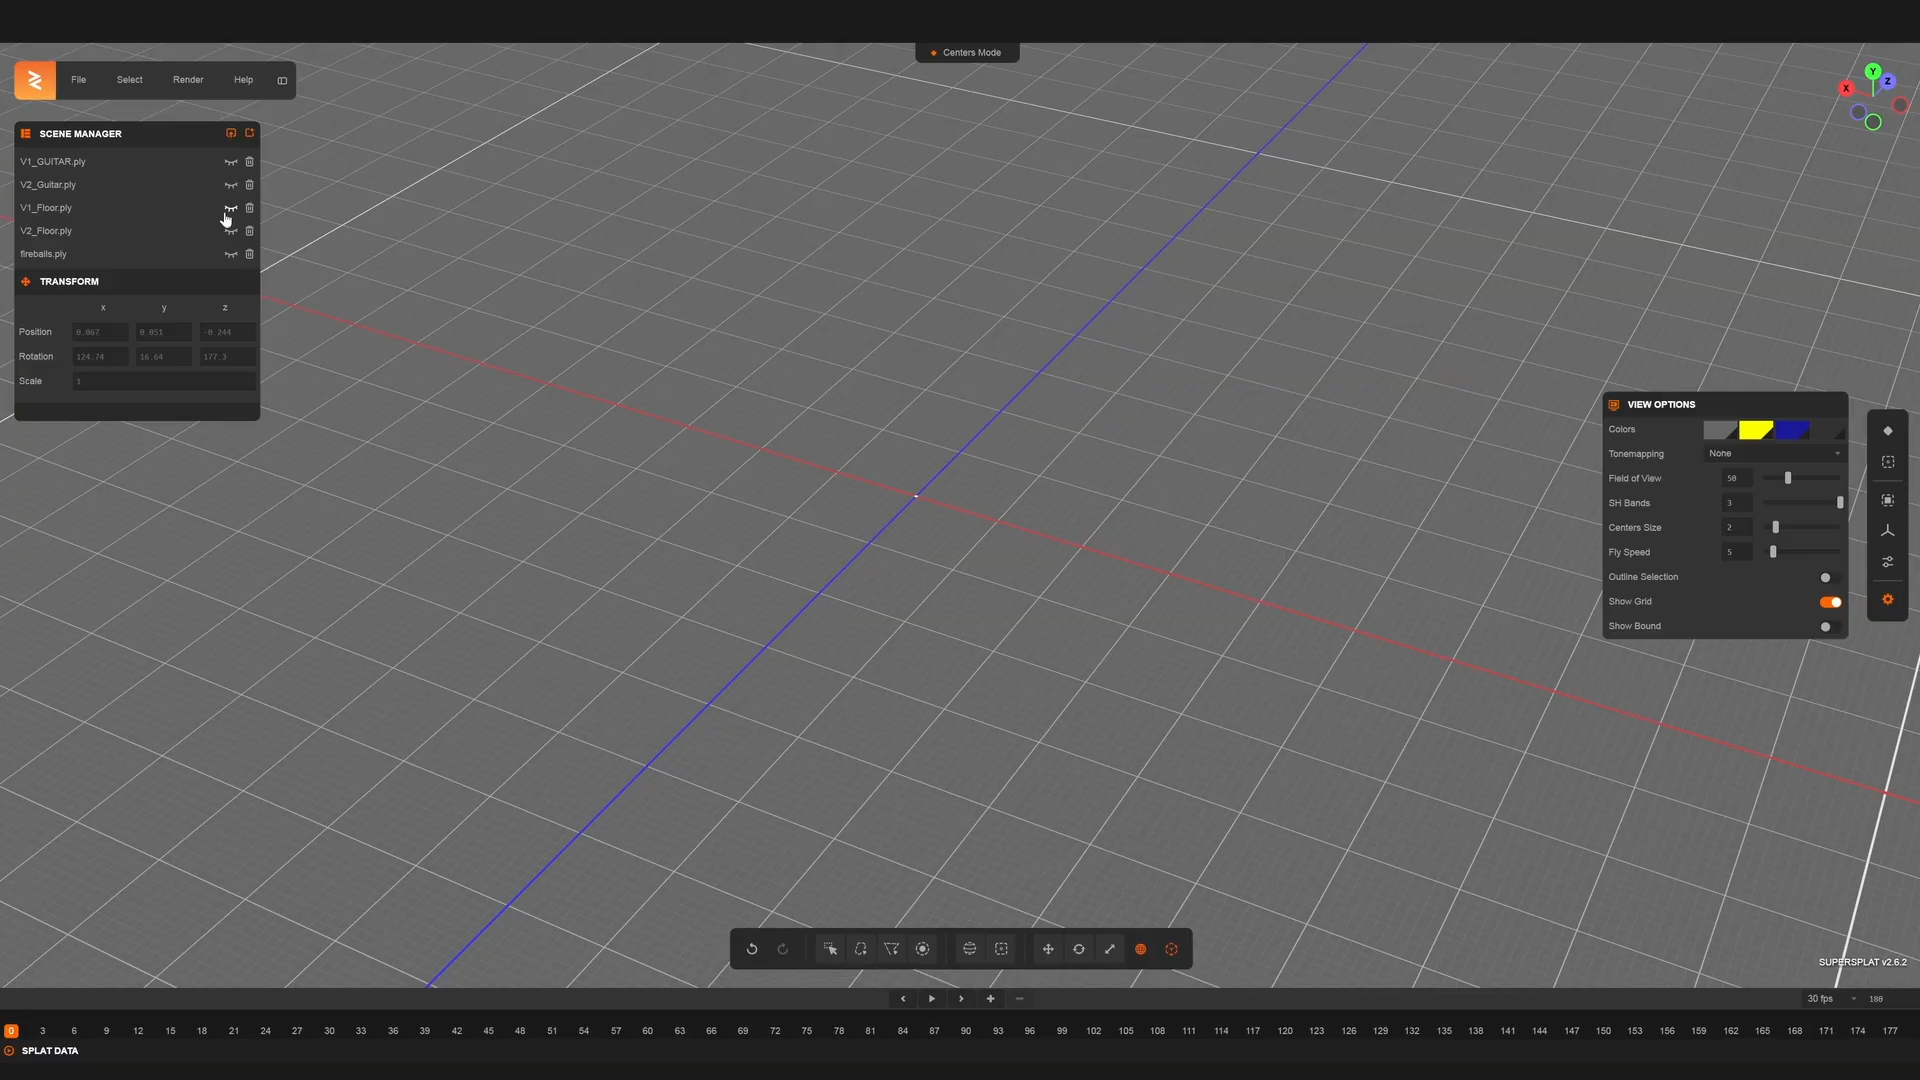 Centers Mode
File Select Render Help
Y
Z
X
SCENE MANAGER
V1_GUITAR.ply
V2_Guitar.ply
V1_Floor.ply
V2_Floor.ply
fireballs.ply
TRANSFORM
x y z
Position 0.067 0.051 -0.244
Rotation 124.74 16.64 177.3
Scale 1
VIEW OPTIONS
Colors
Tonemapping None
Field of View 50
SH Bands 3
Centers Size 2
Fly Speed 5
Outline Selection
Show Grid
Show Bound
SUPERSPLAT v2.6.2
30 fps 180
0 3 6 9 12 15 18 21 24 27 30 33 36 39 42 45 48 51 54 57 60 63 66 69 72 75 78 81 84 87 90 93 96 99 102 105 108 111 114 117 120 123 126 129 132 135 138 141 144 147 150 153 156 159 162 165 168 171 174 177
SPLAT DATA